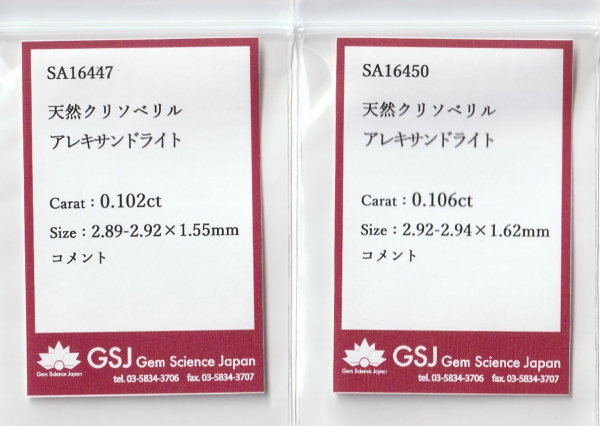 SA16447
天然クリソベリル
アレキサンドライト
Carat：0.102ct
Size：2.89-2.92×1.55mm
コメント
Gem Science Japan
GSJ Gem Science Japan
tel. 03-5834-3706 fax. 03-5834-3707
SA16450
天然クリソベリル
アレキサンドライト
Carat：0.106ct
Size：2.92-2.94×1.62mm
コメント
Gem Science Japan
GSJ Gem Science Japan
tel. 03-5834-3706 fax. 03-5834-3707